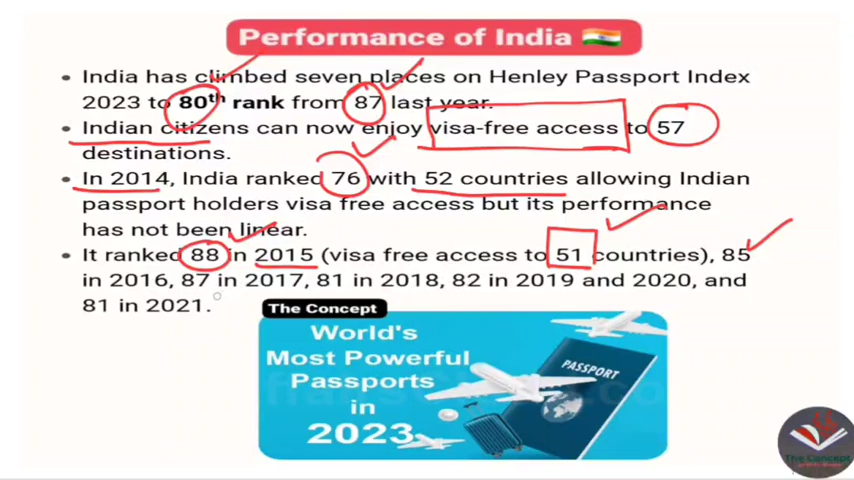 Performance of India
• India has climbed seven places on Henley Passport Index
2023 to 80th rank from 87 last year.
• Indian citizens can now enjoy visa-free access to 57
destinations.
• In 2014, India ranked 76 with 52 countries allowing Indian
passport holders visa free access but its performance
has not been linear.
• It ranked 88 in 2015 (visa free access to 51 countries), 85
in 2016, 87 in 2017, 81 in 2018, 82 in 2019 and 2020, and
81 in 2021.
The Concept
World's
Most Powerful
Passports
in
2023
PASSPORT
The Concept